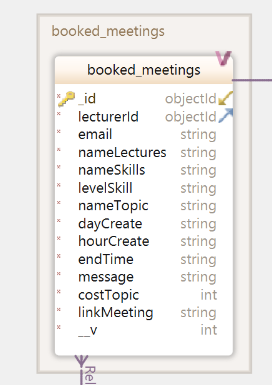 booked_meetings
booked_meetings
* _id objectId
* lecturerId objectId
* email string
* nameLectures string
* nameSkills string
* levelSkill string
* nameTopic string
* dayCreate string
* hourCreate string
* endTime string
* message string
* costTopic int
* linkMeeting string
* __v int
Rel